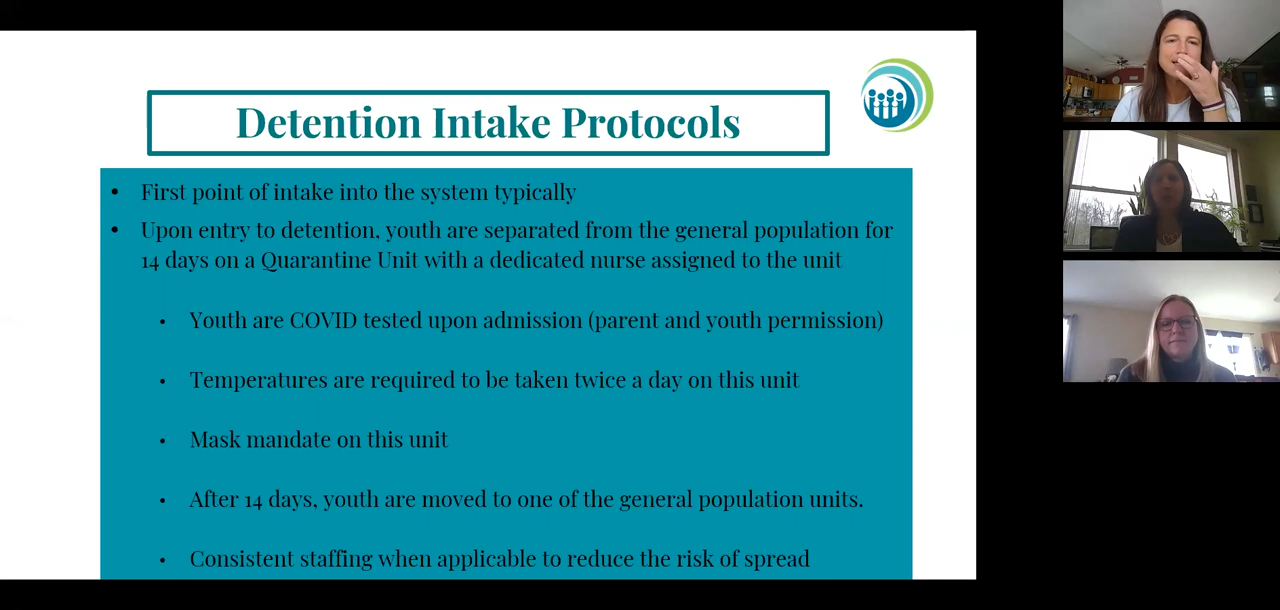 Detention Intake Protocols
• First point of intake into the system typically
• Upon entry to detention, youth are separated from the general population for
14 days on a Quarantine Unit with a dedicated nurse assigned to the unit
• Youth are COVID tested upon admission (parent and youth permission)
• Temperatures are required to be taken twice a day on this unit
• Mask mandate on this unit
• After 14 days, youth are moved to one of the general population units.
• Consistent staffing when applicable to reduce the risk of spread